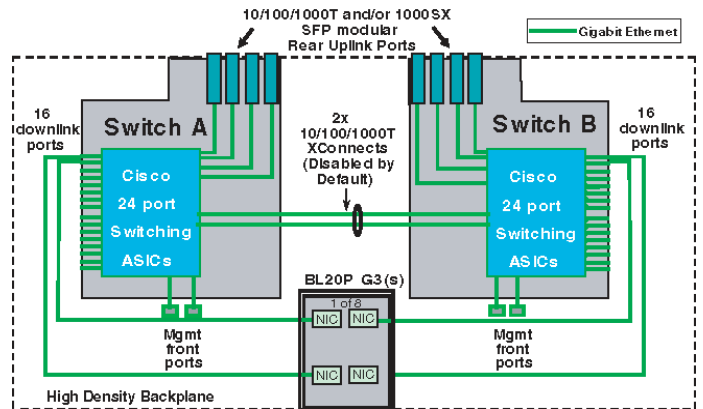 10/100/1000T and/or 1000SX
SFP modular
Rear Uplink Ports
Gigabit Ethernet
16
downlink
ports
Switch A
2x
10/100/1000T
XConnects
(Disabled by
Default)
Switch B
16
downlink
ports
Cisco
24 port
Switching
ASICs
Cisco
24 port
Switching
ASICs
BL20P G3(s)
1 of 8
NIC NIC
NIC NIC
Mgmt
front
ports
Mgmt
front
ports
High Density Backplane